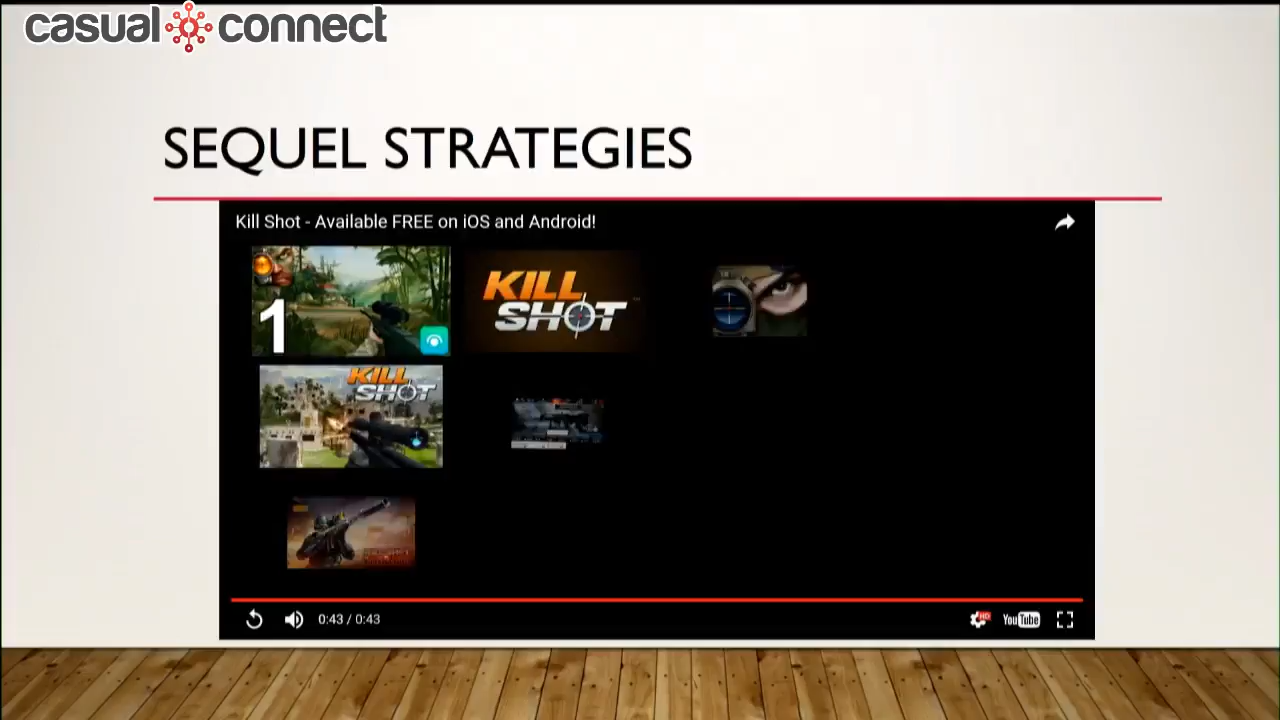 casual connect
SEQUEL STRATEGIES
Kill Shot - Available FREE on iOS and Android!
1
KILL
SHOT
KILL
SHOT
0:43 / 0:43
HD
YouTube